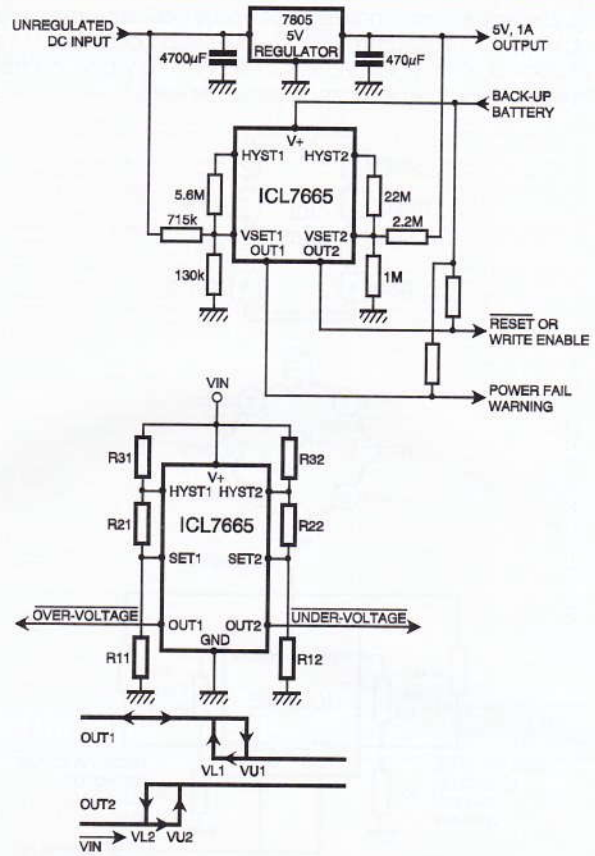 UNREGULATED
DC INPUT
7805
5V
REGULATOR
4700µF
470µF
5V, 1A
OUTPUT
BACK-UP
BATTERY
V+
HYST1
HYST2
5.6M
ICL7665
22M
715k
2.2M
VSET1
VSET2
OUT1
OUT2
130k
1M
RESET OR
WRITE ENABLE
POWER FAIL
WARNING
VIN
R31
R32
V+
HYST1
HYST2
R21
ICL7665
R22
SET1
SET2
OVER-VOLTAGE
UNDER-VOLTAGE
OUT1
OUT2
GND
R11
R12
OUT1
VL1
VU1
OUT2
VIN
VL2
VU2